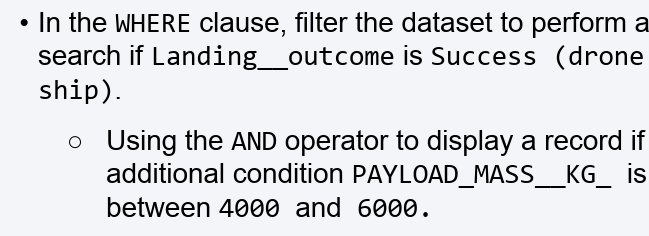 • In the WHERE clause, filter the dataset to perform a
search if Landing__outcome is Success (drone
ship).
○ Using the AND operator to display a record if
additional condition PAYLOAD_MASS__KG_ is
between 4000 and 6000.